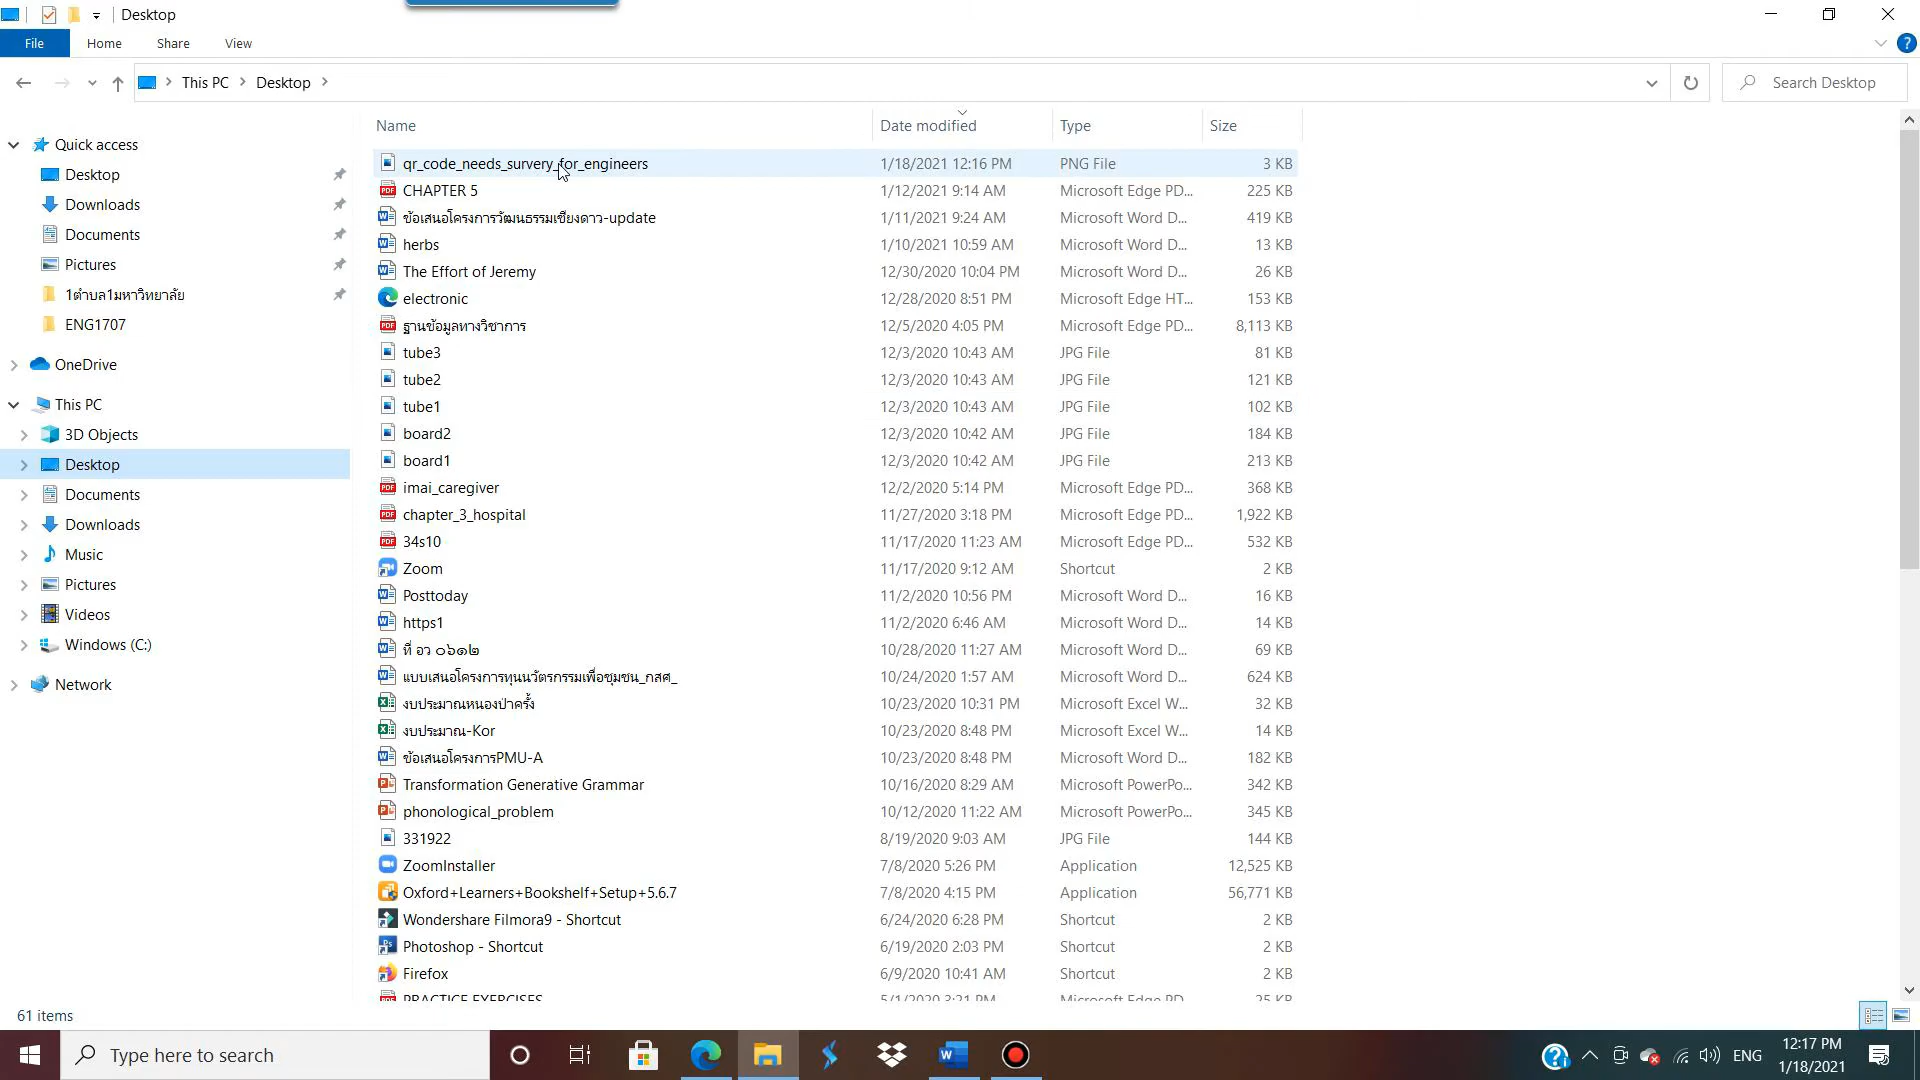 Desktop
File Home Share View
This PC Desktop Search Desktop
Name Date modified Type Size
Quick access
Desktop
Downloads
Documents
Pictures
1ตำบล1มหาวิทยาลัย
ENG1707
OneDrive
This PC
3D Objects
Desktop
Documents
Downloads
Music
Pictures
Videos
Windows (C:)
Network
qr_code_needs_survery_for_engineers 1/18/2021 12:16 PM PNG File 3 KB
CHAPTER 5 1/12/2021 9:14 AM Microsoft Edge PD... 225 KB
ข้อเสนอโครงการวัฒนธรรมเชียงดาว-update 1/11/2021 9:24 AM Microsoft Word D... 419 KB
herbs 1/10/2021 10:59 AM Microsoft Word D... 13 KB
The Effort of Jeremy 12/30/2020 10:04 PM Microsoft Word D... 26 KB
electronic 12/28/2020 8:51 PM Microsoft Edge HT... 153 KB
ฐานข้อมูลทางวิชาการ 12/5/2020 4:05 PM Microsoft Edge PD... 8,113 KB
tube3 12/3/2020 10:43 AM JPG File 81 KB
tube2 12/3/2020 10:43 AM JPG File 121 KB
tube1 12/3/2020 10:43 AM JPG File 102 KB
board2 12/3/2020 10:42 AM JPG File 184 KB
board1 12/3/2020 10:42 AM JPG File 213 KB
imai_caregiver 12/2/2020 5:14 PM Microsoft Edge PD... 368 KB
chapter_3_hospital 11/27/2020 3:18 PM Microsoft Edge PD... 1,922 KB
34s10 11/17/2020 11:23 AM Microsoft Edge PD... 532 KB
Zoom 11/17/2020 9:12 AM Shortcut 2 KB
Posttoday 11/2/2020 10:56 PM Microsoft Word D... 16 KB
https1 11/2/2020 6:46 AM Microsoft Word D... 14 KB
ที่ อว ๐๖๑๒ 10/28/2020 11:27 AM Microsoft Word D... 69 KB
แบบเสนอโครงการทุนนวัตรกรรมเพื่อชุมชน_กสศ_ 10/24/2020 1:57 AM Microsoft Word D... 624 KB
งบประมาณหนองป่าครั้ง 10/23/2020 10:31 PM Microsoft Excel W... 32 KB
งบประมาณ-Kor 10/23/2020 8:48 PM Microsoft Excel W... 14 KB
ข้อเสนอโครงการPMU-A 10/23/2020 8:48 PM Microsoft Word D... 182 KB
Transformation Generative Grammar 10/16/2020 8:29 AM Microsoft PowerPo... 342 KB
phonological_problem 10/12/2020 11:22 AM Microsoft PowerPo... 345 KB
331922 8/19/2020 9:03 AM JPG File 144 KB
ZoomInstaller 7/8/2020 5:26 PM Application 12,525 KB
Oxford+Learners+Bookshelf+Setup+5.6.7 7/8/2020 4:15 PM Application 56,771 KB
Wondershare Filmora9 - Shortcut 6/24/2020 6:28 PM Shortcut 2 KB
Photoshop - Shortcut 6/19/2020 2:03 PM Shortcut 2 KB
Firefox 6/9/2020 10:41 AM Shortcut 2 KB
PRACTICE EXERCISES 5/1/2020 3:21 PM Microsoft Edge PD... 25 KB
61 items
Type here to search
ENG
12:17 PM
1/18/2021